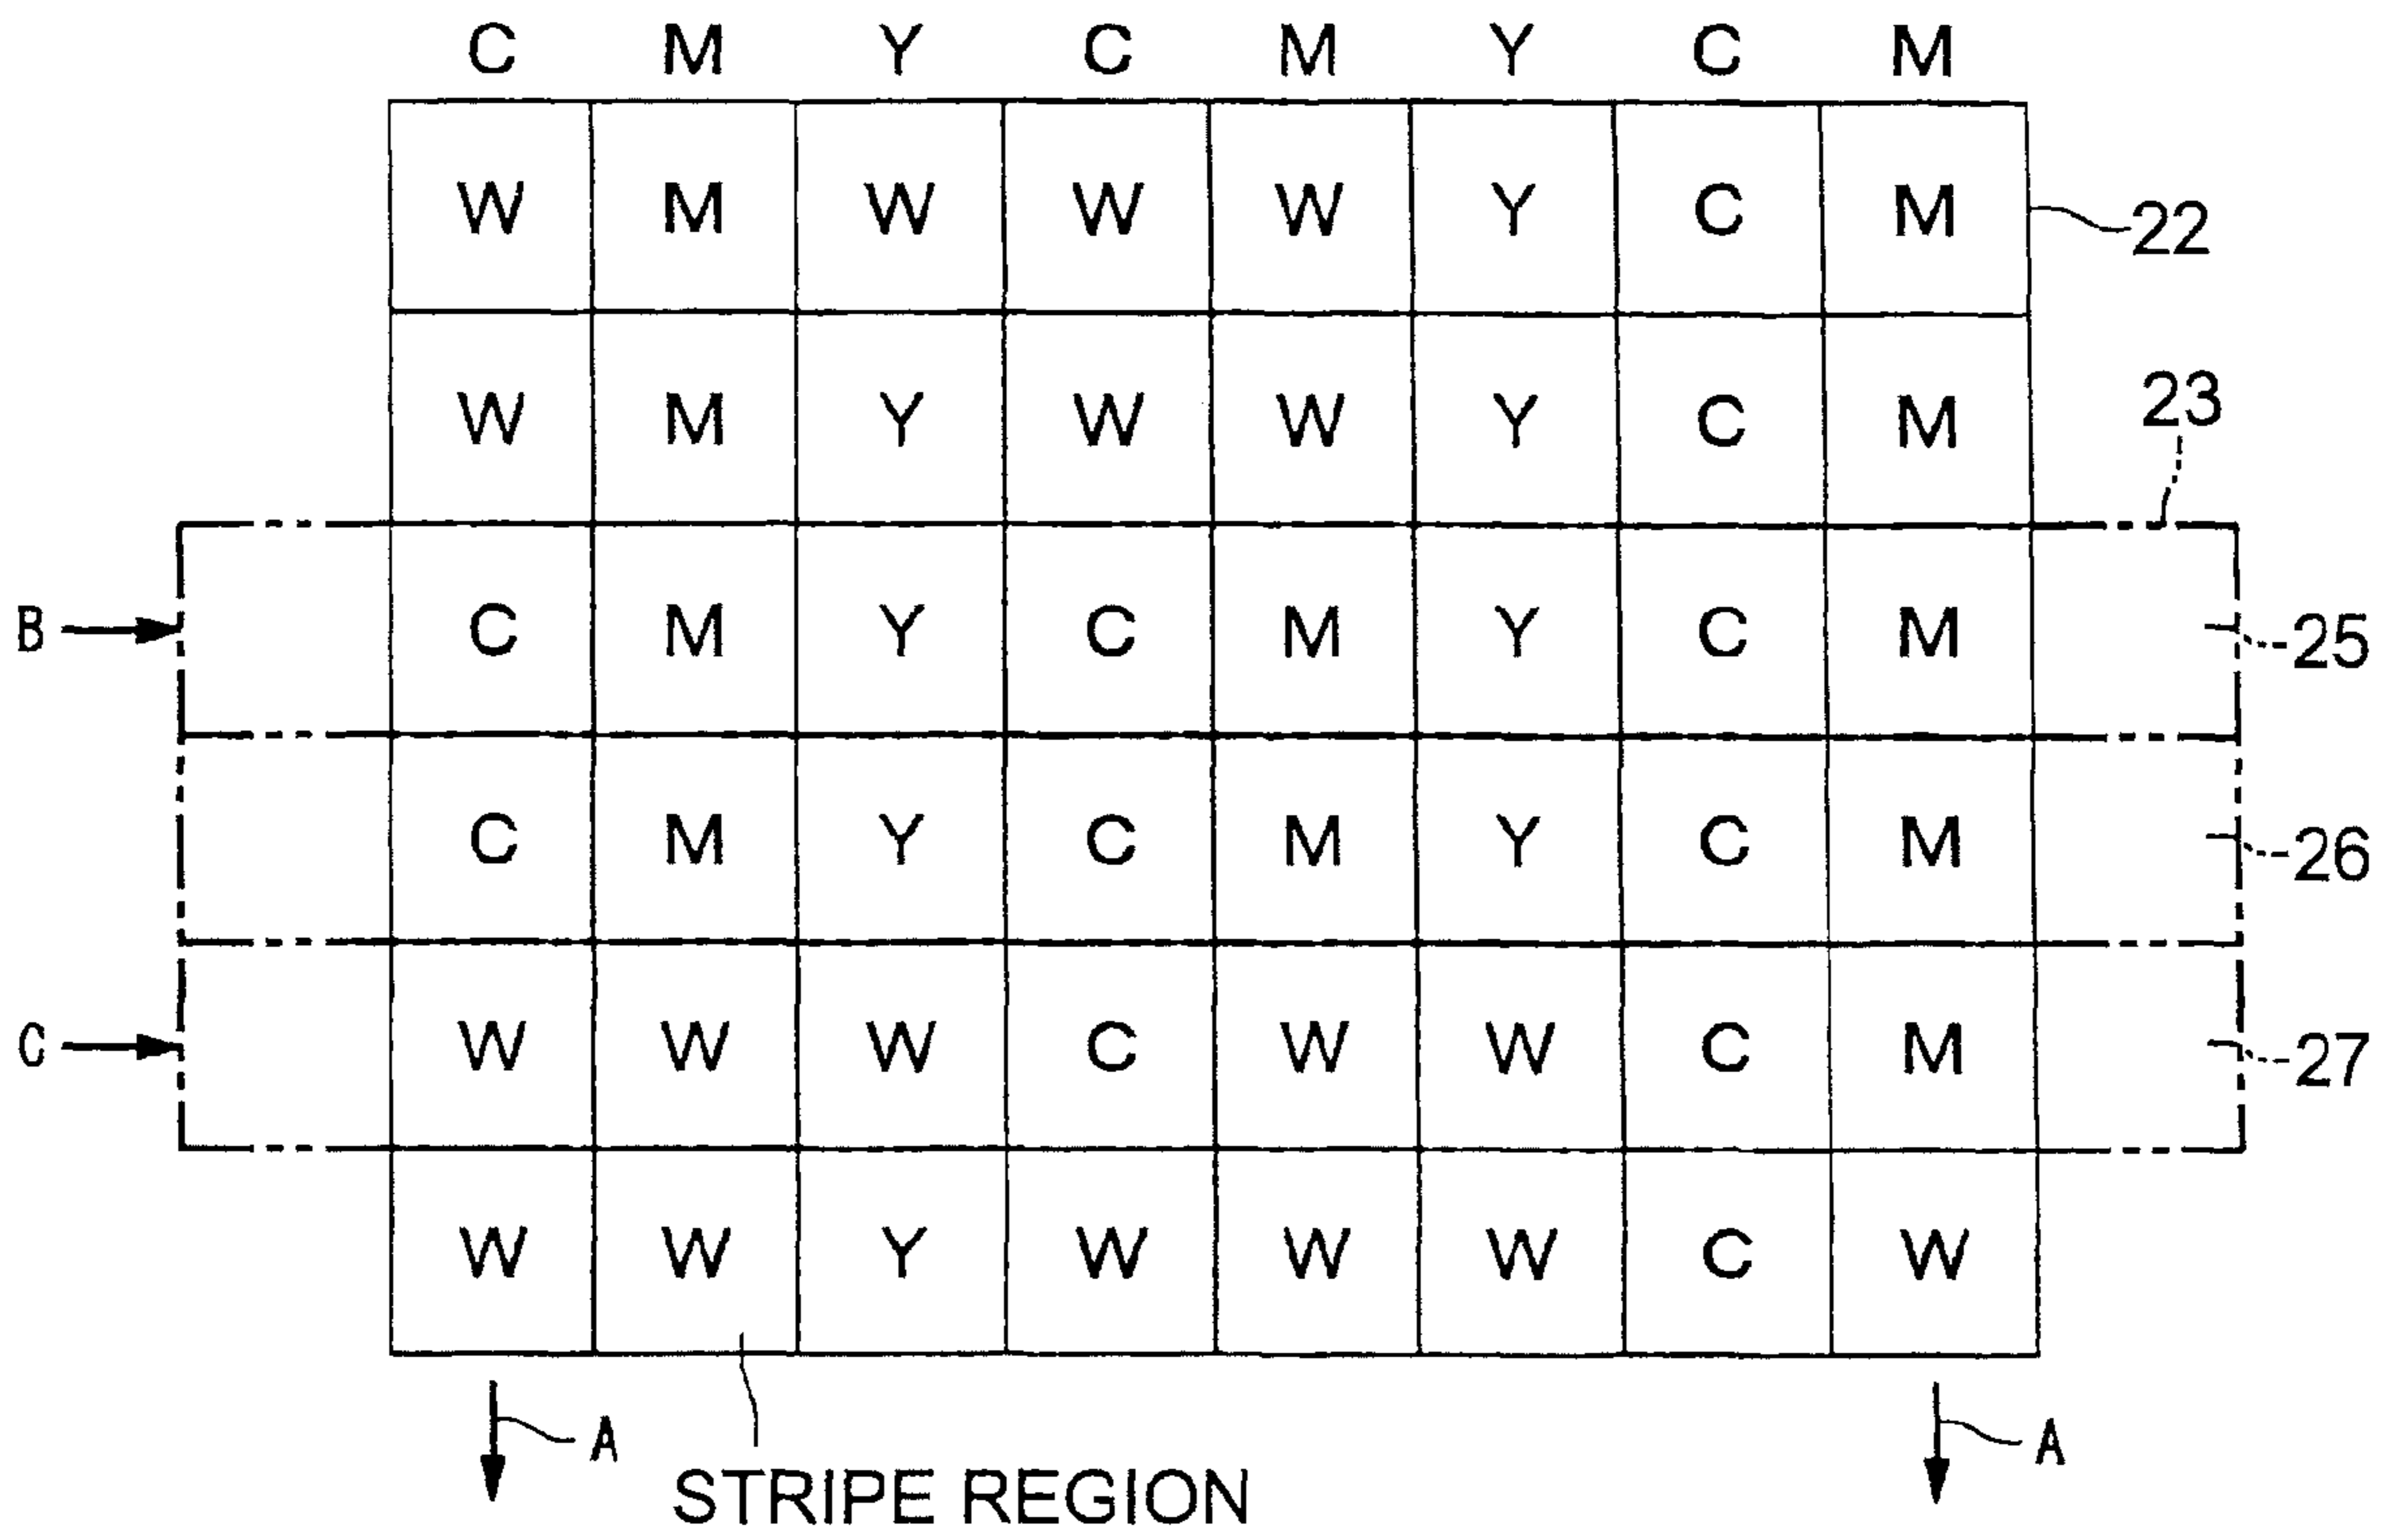 C M Y C M Y C M
W M W W W Y C M
22
W M Y W W Y C M
23
B C M Y C M Y C M 25
C M Y C M Y C M 26
C W W W C W W C M 27
W W Y W W W C W
A A
STRIPE REGION